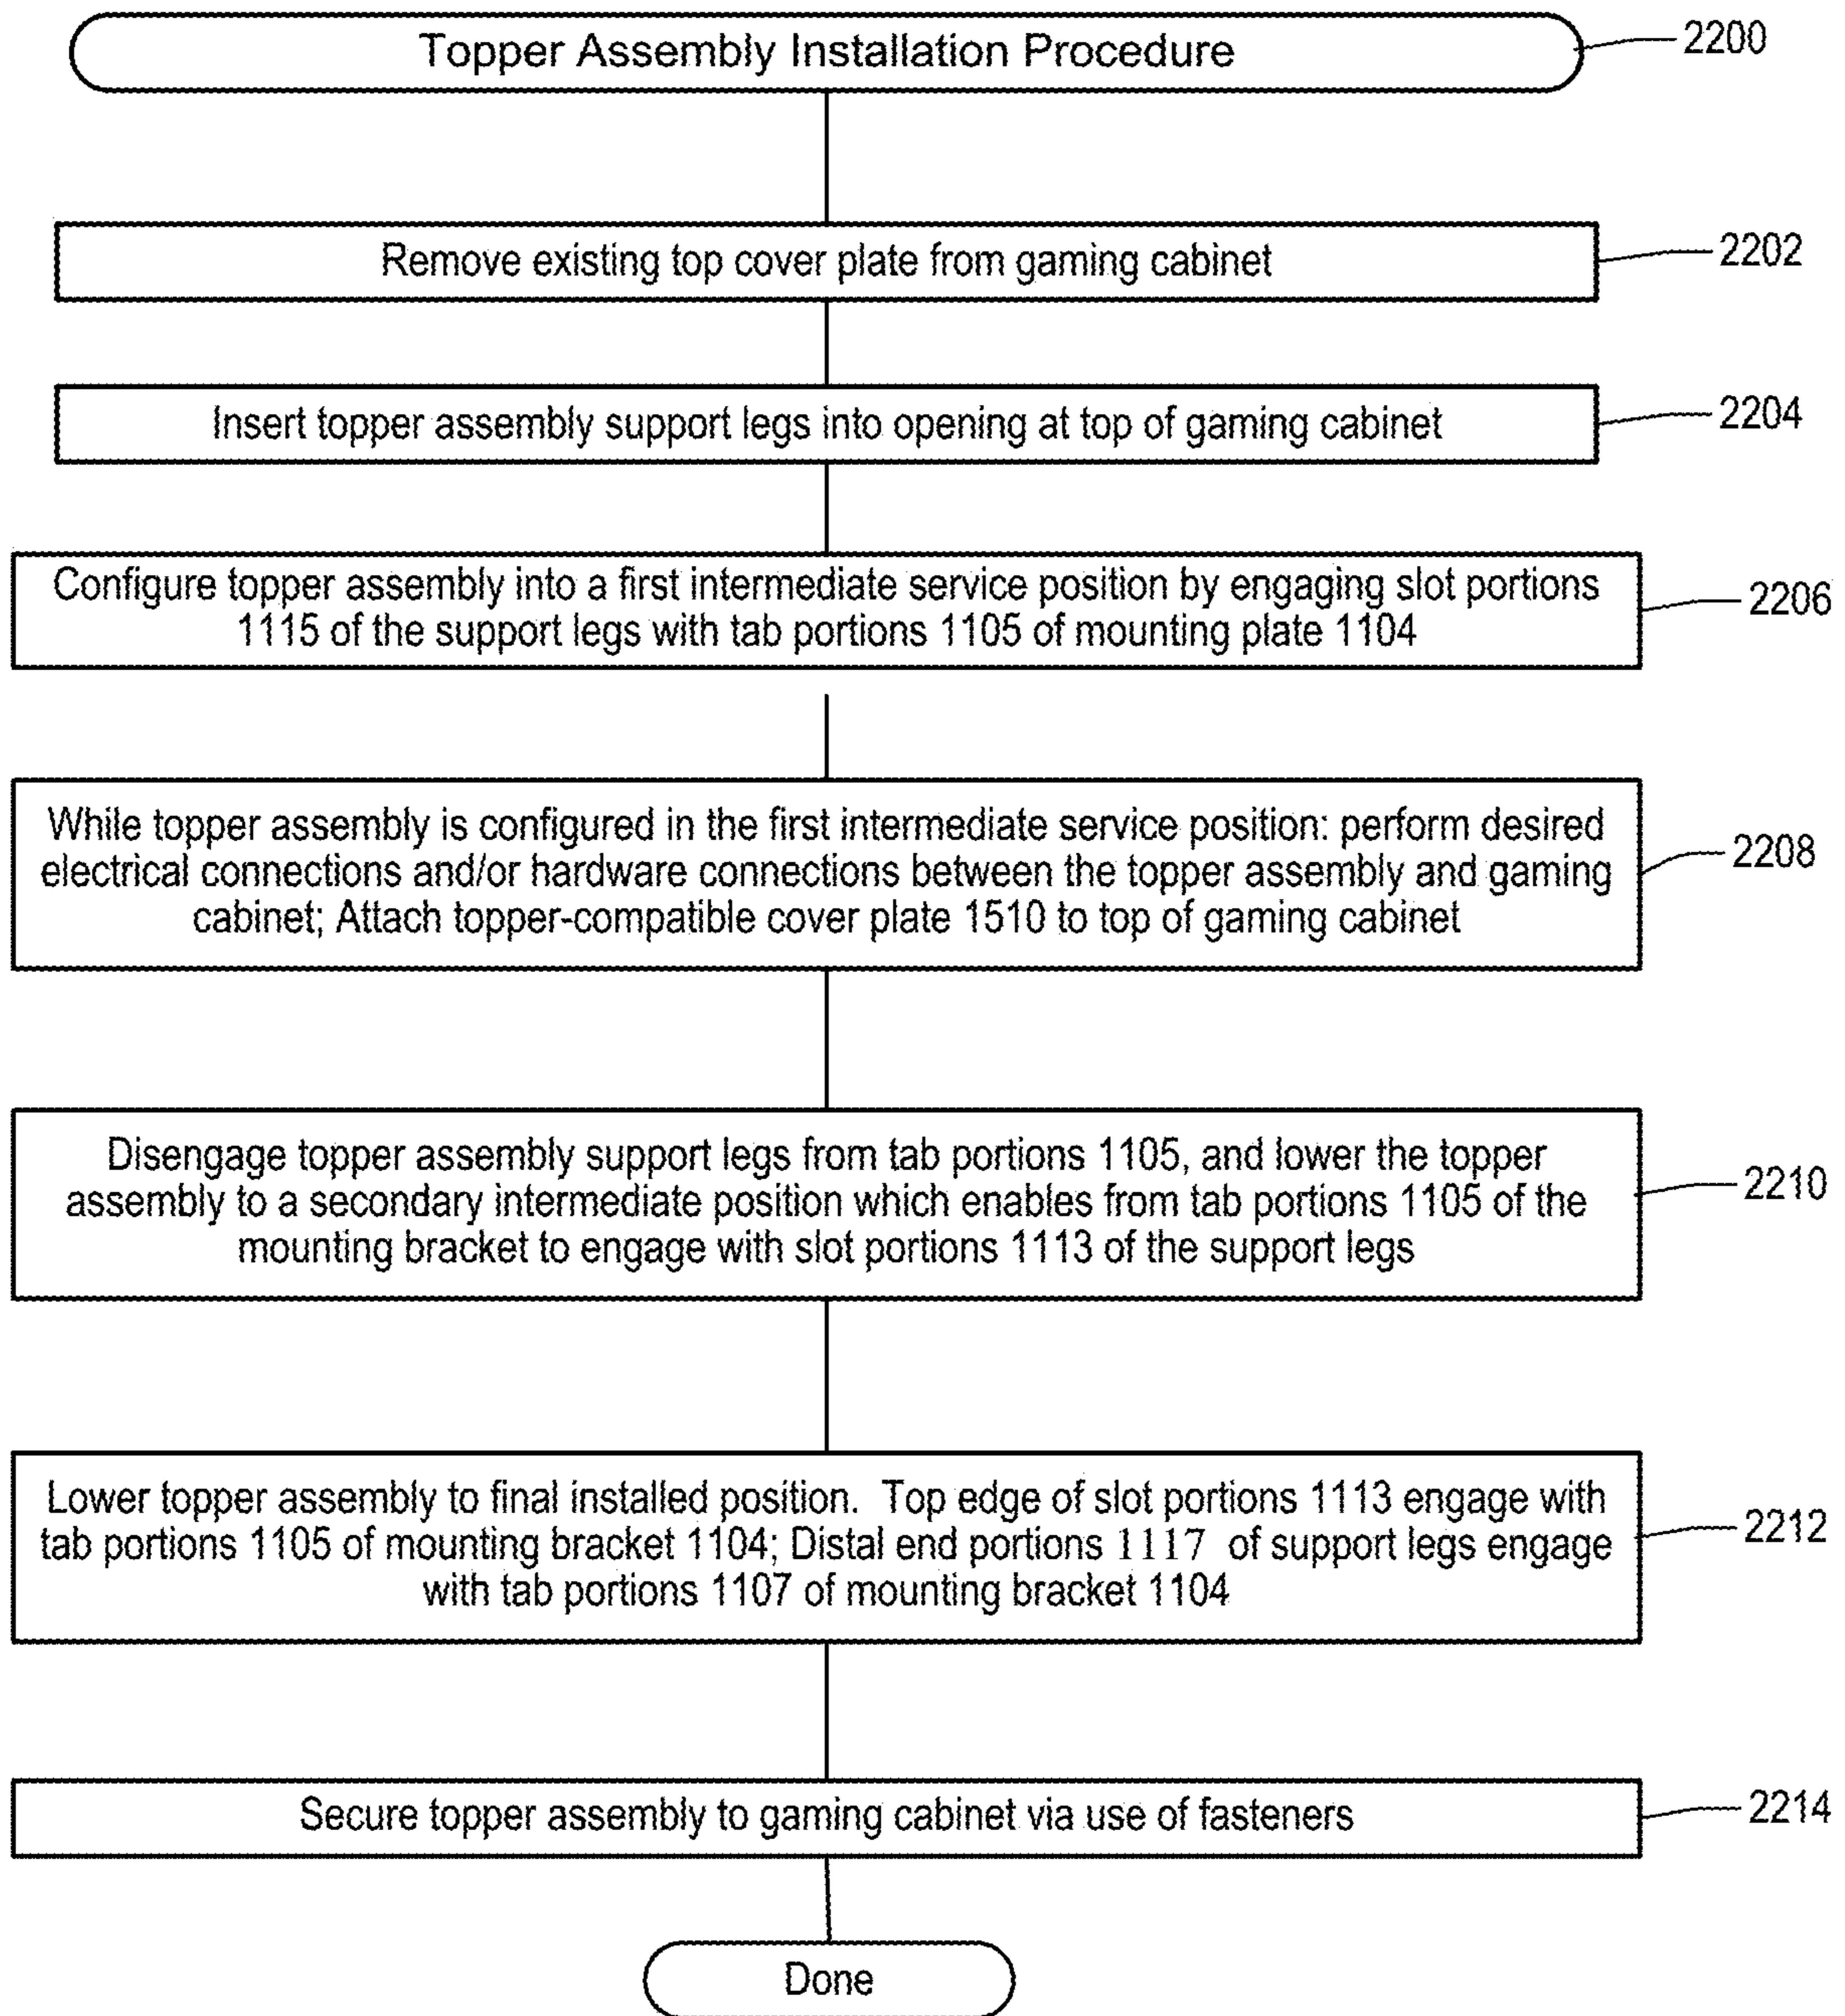 Topper Assembly Installation Procedure
2200
Remove existing top cover plate from gaming cabinet
2202
Insert topper assembly support legs into opening at top of gaming cabinet
2204
Configure topper assembly into a first intermediate service position by engaging slot portions
1115 of the support legs with tab portions 1105 of mounting plate 1104
2206
While topper assembly is configured in the first intermediate service position: perform desired
electrical connections and/or hardware connections between the topper assembly and gaming
cabinet; Attach topper-compatible cover plate 1510 to top of gaming cabinet
2208
Disengage topper assembly support legs from tab portions 1105, and lower the topper
assembly to a secondary intermediate position which enables from tab portions 1105 of the
mounting bracket to engage with slot portions 1113 of the support legs
2210
Lower topper assembly to final installed position. Top edge of slot portions 1113 engage with
tab portions 1105 of mounting bracket 1104; Distal end portions 1117 of support legs engage
with tab portions 1107 of mounting bracket 1104
2212
Secure topper assembly to gaming cabinet via use of fasteners
2214
Done